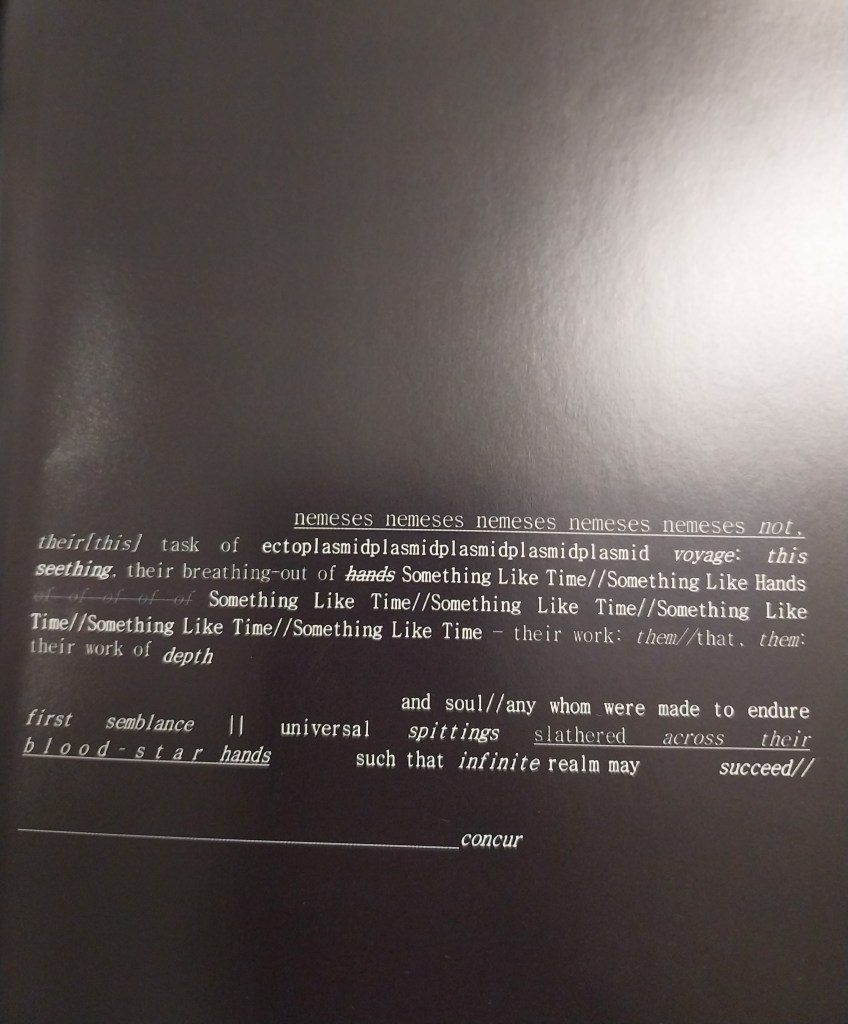 nemeses nemeses nemeses nemeses nemeses not.
their[this] task of ectoplasmidplasmidplasmidplasmidplasmid voyage: this
seething. their breathing-out of hands Something Like Time//Something Like Hands
of of of of of Something Like Time//Something Like Time//Something Like
Time//Something Like Time//Something Like Time - their work: them//that. them:
their work of depth
and soul//any whom were made to endure
first semblance || universal spittings slathered across their
blood-star hands such that infinite realm may succeed//
concur